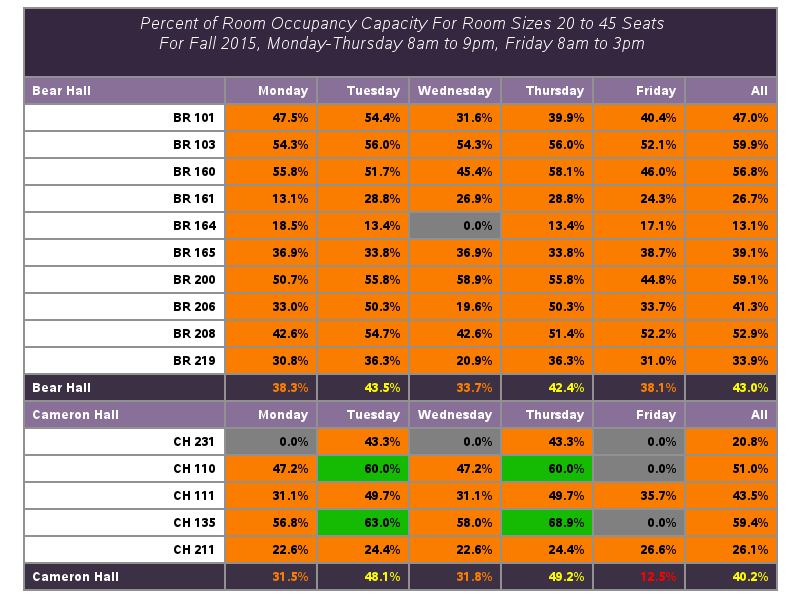 Percent of Room Occupancy Capacity For Room Sizes 20 to 45 Seats
For Fall 2015, Monday-Thursday 8am to 9pm, Friday 8am to 3pm
Bear Hall Monday Tuesday Wednesday Thursday Friday All
BR 101 47.5% 54.4% 31.6% 39.9% 40.4% 47.0%
BR 103 54.3% 56.0% 54.3% 56.0% 52.1% 59.9%
BR 160 55.8% 51.7% 45.4% 58.1% 46.0% 56.8%
BR 161 13.1% 28.8% 26.9% 28.8% 24.3% 26.7%
BR 164 18.5% 13.4% 0.0% 13.4% 17.1% 13.1%
BR 165 36.9% 33.8% 36.9% 33.8% 38.7% 39.1%
BR 200 50.7% 55.8% 58.9% 55.8% 44.8% 59.1%
BR 206 33.0% 50.3% 19.6% 50.3% 33.7% 41.3%
BR 208 42.6% 54.7% 42.6% 51.4% 52.2% 52.9%
BR 219 30.8% 36.3% 20.9% 36.3% 31.0% 33.9%
Bear Hall 38.3% 43.5% 33.7% 42.4% 38.1% 43.0%
Cameron Hall Monday Tuesday Wednesday Thursday Friday All
CH 231 0.0% 43.3% 0.0% 43.3% 0.0% 20.8%
CH 110 47.2% 60.0% 47.2% 60.0% 0.0% 51.0%
CH 111 31.1% 49.7% 31.1% 49.7% 35.7% 43.5%
CH 135 56.8% 63.0% 58.0% 68.9% 0.0% 59.4%
CH 211 22.6% 24.4% 22.6% 24.4% 26.6% 26.1%
Cameron Hall 31.5% 48.1% 31.8% 49.2% 12.5% 40.2%